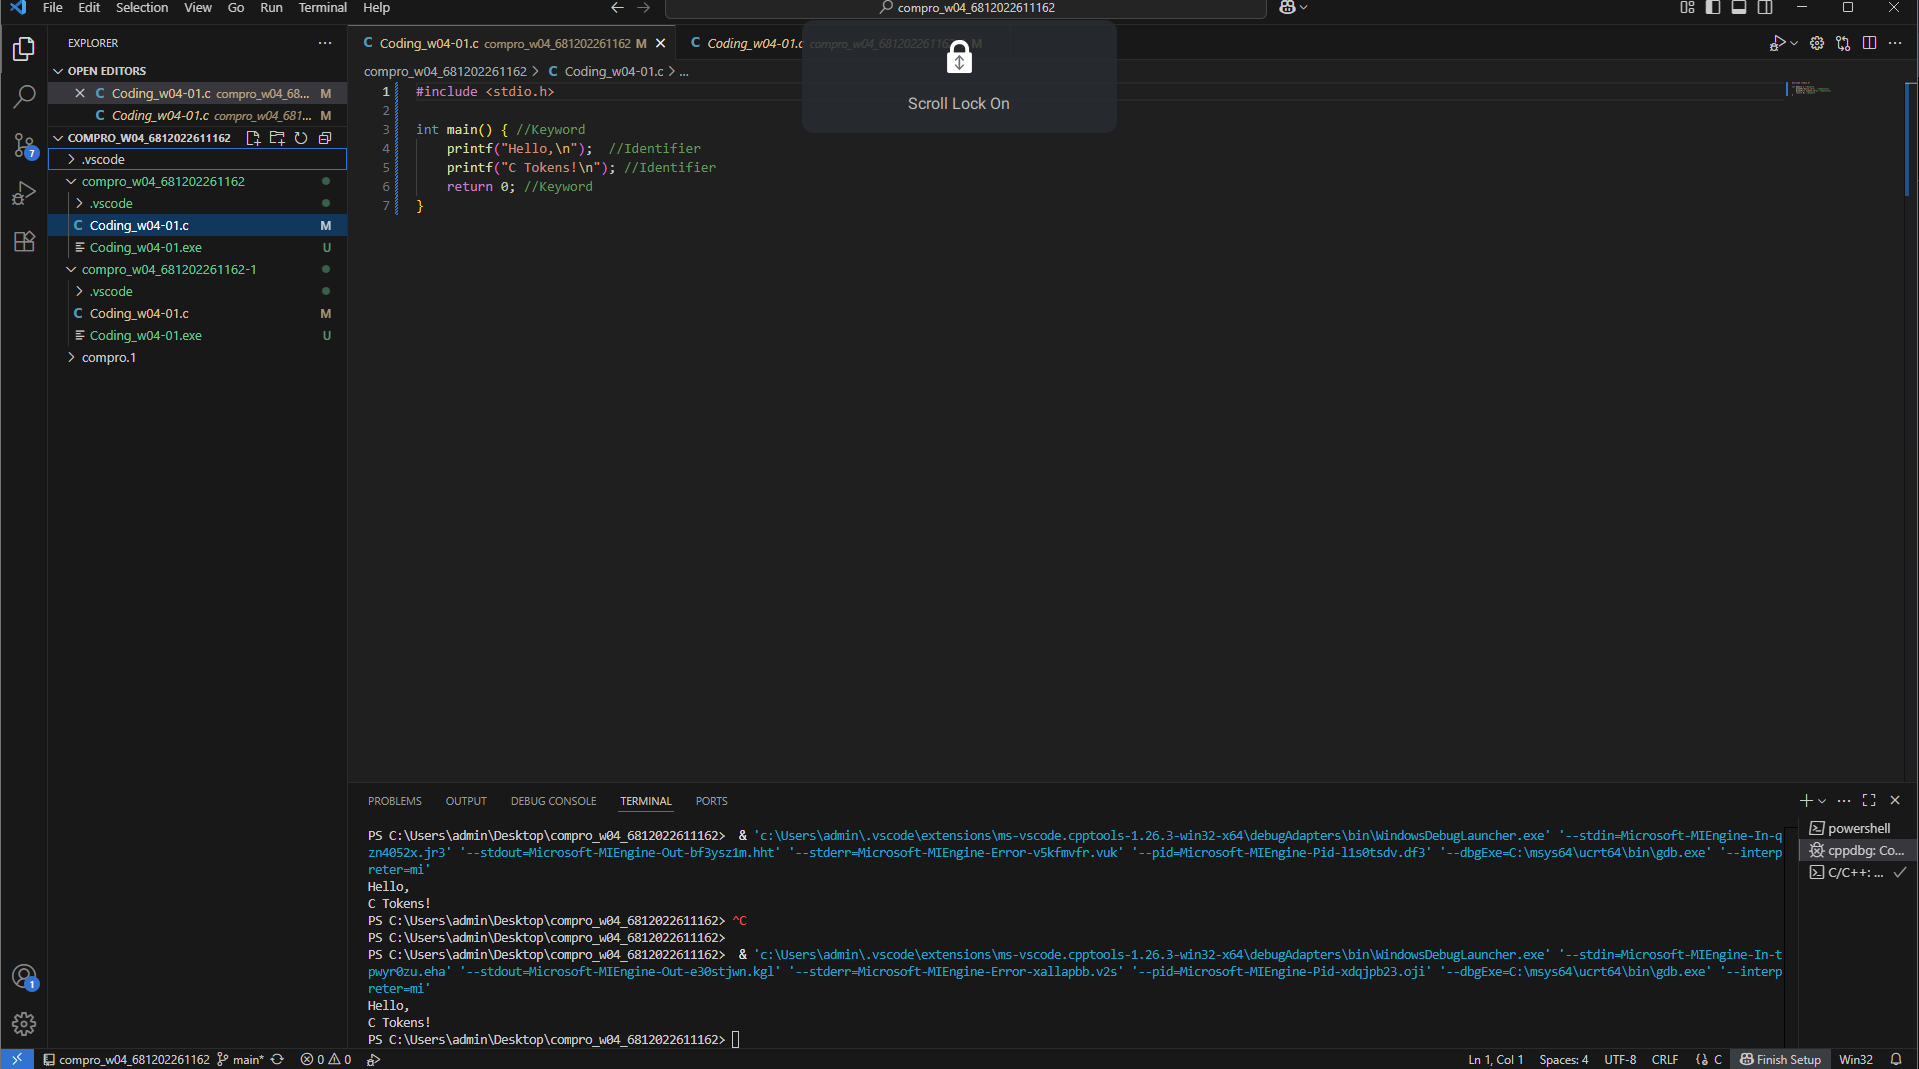 File Edit Selection View Go Run Terminal Help
compro_w04_6812022611162
EXPLORER
OPEN EDITORS
Coding_w04-01.c compro_w04_68... M
Coding_w04-01.c compro_w04_681... M
COMPRO_W04_6812022611162
.vscode
compro_w04_681202261162
.vscode
Coding_w04-01.c M
Coding_w04-01.exe U
compro_w04_681202261162-1
.vscode
Coding_w04-01.c M
Coding_w04-01.exe U
compro.1
7
1
Coding_w04-01.c compro_w04_681202261162 M
Coding_w04-01.c compro_w04_681202261162 M
Scroll Lock On
compro_w04_681202261162 > C Coding_w04-01.c > ...
1 #include <stdio.h>
2
3 int main() { //Keyword
4 printf("Hello,\n");  //Identifier
5 printf("C Tokens!\n"); //Identifier
6 return 0; //Keyword
7 }
PROBLEMS OUTPUT DEBUG CONSOLE TERMINAL PORTS
PS C:\Users\admin\Desktop\compro_w04_6812022611162>  & 'c:\Users\admin\.vscode\extensions\ms-vscode.cpptools-1.26.3-win32-x64\debugAdapters\bin\WindowsDebugLauncher.exe' '--stdin=Microsoft-MIEngine-In-q
zn4052x.jr3' '--stdout=Microsoft-MIEngine-Out-bf3ysz1m.hht' '--stderr=Microsoft-MIEngine-Error-v5kfmvfr.vuk' '--pid=Microsoft-MIEngine-Pid-l1s0tsdv.df3' '--dbgExe=C:\msys64\ucrt64\bin\gdb.exe' '--interp
reter=mi'
Hello,
C Tokens!
PS C:\Users\admin\Desktop\compro_w04_6812022611162> ^C
PS C:\Users\admin\Desktop\compro_w04_6812022611162>
PS C:\Users\admin\Desktop\compro_w04_6812022611162>  & 'c:\Users\admin\.vscode\extensions\ms-vscode.cpptools-1.26.3-win32-x64\debugAdapters\bin\WindowsDebugLauncher.exe' '--stdin=Microsoft-MIEngine-In-t
pwyr0zu.eha' '--stdout=Microsoft-MIEngine-Out-e30stjwn.kgl' '--stderr=Microsoft-MIEngine-Error-xallapbb.v2s' '--pid=Microsoft-MIEngine-Pid-xdqjpb23.oji' '--dbgExe=C:\msys64\ucrt64\bin\gdb.exe' '--interp
reter=mi'
Hello,
C Tokens!
PS C:\Users\admin\Desktop\compro_w04_6812022611162>
powershell
cppdbg: Co...
C/C++: ...
compro_w04_681202261162 main* 0 0 Ln 1, Col 1 Spaces: 4 UTF-8 CRLF C Finish Setup Win32